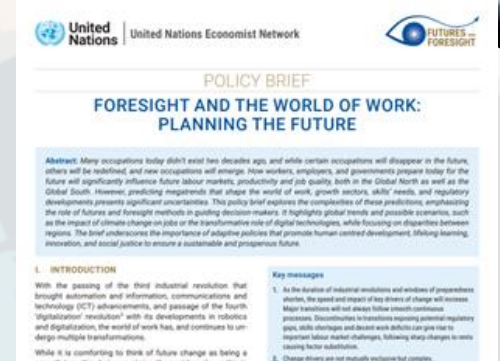 United
Nations
United Nations Economist Network
FUTURES AND
FORESIGHT
POLICY BRIEF
FORESIGHT AND THE WORLD OF WORK:
PLANNING THE FUTURE
Abstract: Many occupations today didn't exist two decades ago, and while certain occupations will disappear in the future,
others will be redefined, and new occupations will emerge. How workers, employers, and governments prepare today for the
future will significantly influence future labour markets, productivity and job quality, both in the Global North as well as the
Global South. However, predicting megatrends that shape the world of work, growth sectors, skills' needs, and regulatory
developments presents significant uncertainties. This policy brief explores the complexities of these predictions, emphasizing
the role of futures and foresight methods in guiding decision-makers. It highlights global trends and possible scenarios, such
as the impact of climate change on jobs or the transformative role of digital technologies, while focusing on disparities between
regions. The brief underscores the importance of adaptive policies that promote human centred development, lifelong learning,
innovation, and social justice to ensure a sustainable and prosperous future.
I. INTRODUCTION
With the passing of the third industrial revolution that
brought automation and information, communications and
technology (ICT) advancements, and passage of the fourth
'digitalization' revolution¹ with its developments in robotics
and digitalization, the world of work has, and continues to un-
dergo multiple transformations.
While it is comforting to think of future change as being a
Key messages
1. As the duration of industrial revolutions and windows of preparedness
shorten, the speed and impact of key drivers of change will increase.
Major transitions will not always follow smooth continuous
processes. Discontinuities in transitions exposing potential regulatory
gaps, skills shortages and decent work deficits can give rise to
important labour market challenges, following sharp changes to rents
causing factor substitution.
2. Change drivers are not mutually exclusive but complex